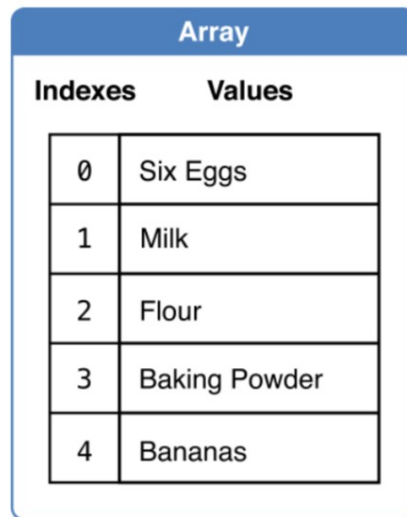 Array
Indexes Values
0 Six Eggs
1 Milk
2 Flour
3 Baking Powder
4 Bananas